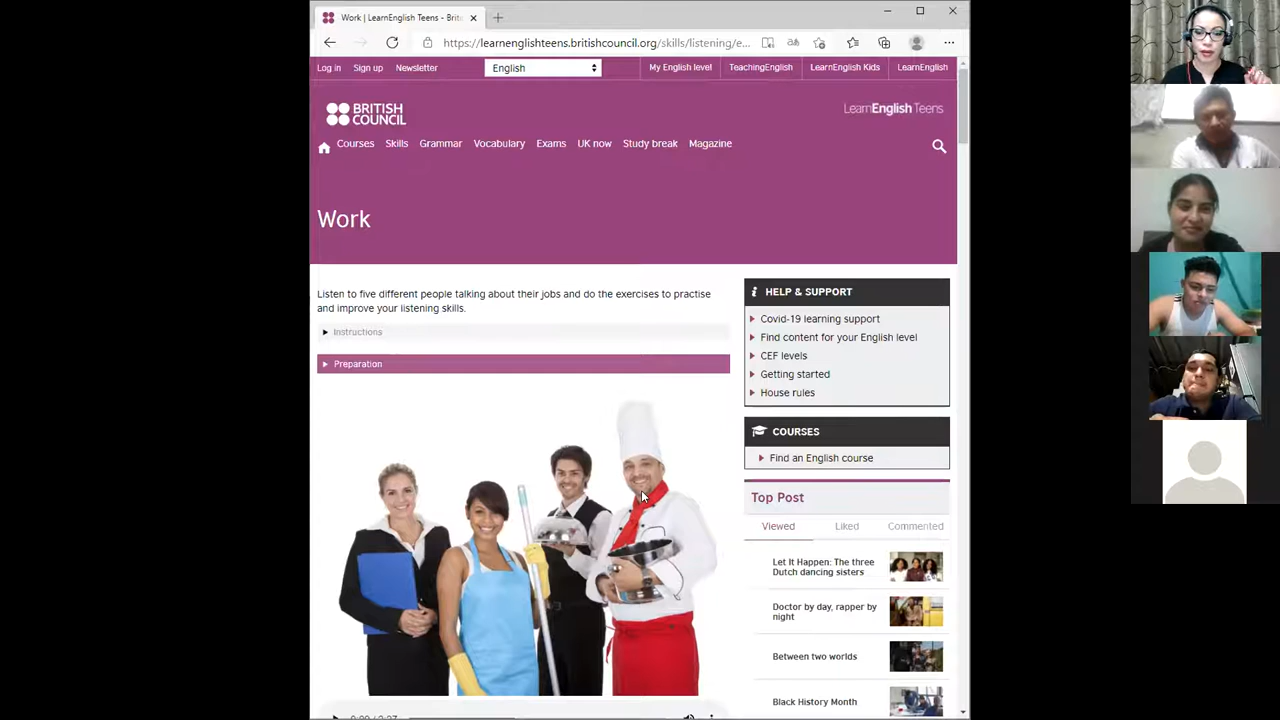 Work | LearnEnglish Teens - Brit
https://learnenglishteens.britishcouncil.org/skills/listening/e...
Log in Sign up Newsletter English My English level TeachingEnglish LearnEnglish Kids LearnEnglish
BRITISH
COUNCIL
LearnEnglish Teens
Courses Skills Grammar Vocabulary Exams UK now Study break Magazine
Work
Listen to five different people talking about their jobs and do the exercises to practise
and improve your listening skills.
Instructions
Preparation
HELP & SUPPORT
Covid-19 learning support
Find content for your English level
CEF levels
Getting started
House rules
COURSES
Find an English course
Top Post
Viewed Liked Commented
Let It Happen: The three
Dutch dancing sisters
Doctor by day, rapper by
night
Between two worlds
Black History Month